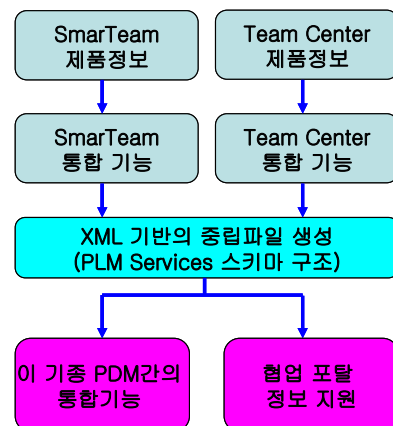 SmarTeam
제품정보
Team Center
제품정보
SmarTeam
통합 기능
Team Center
통합 기능
XML 기반의 중립파일 생성
(PLM Services 스키마 구조)
이 기종 PDM간의
통합기능
협업 포탈
정보 지원